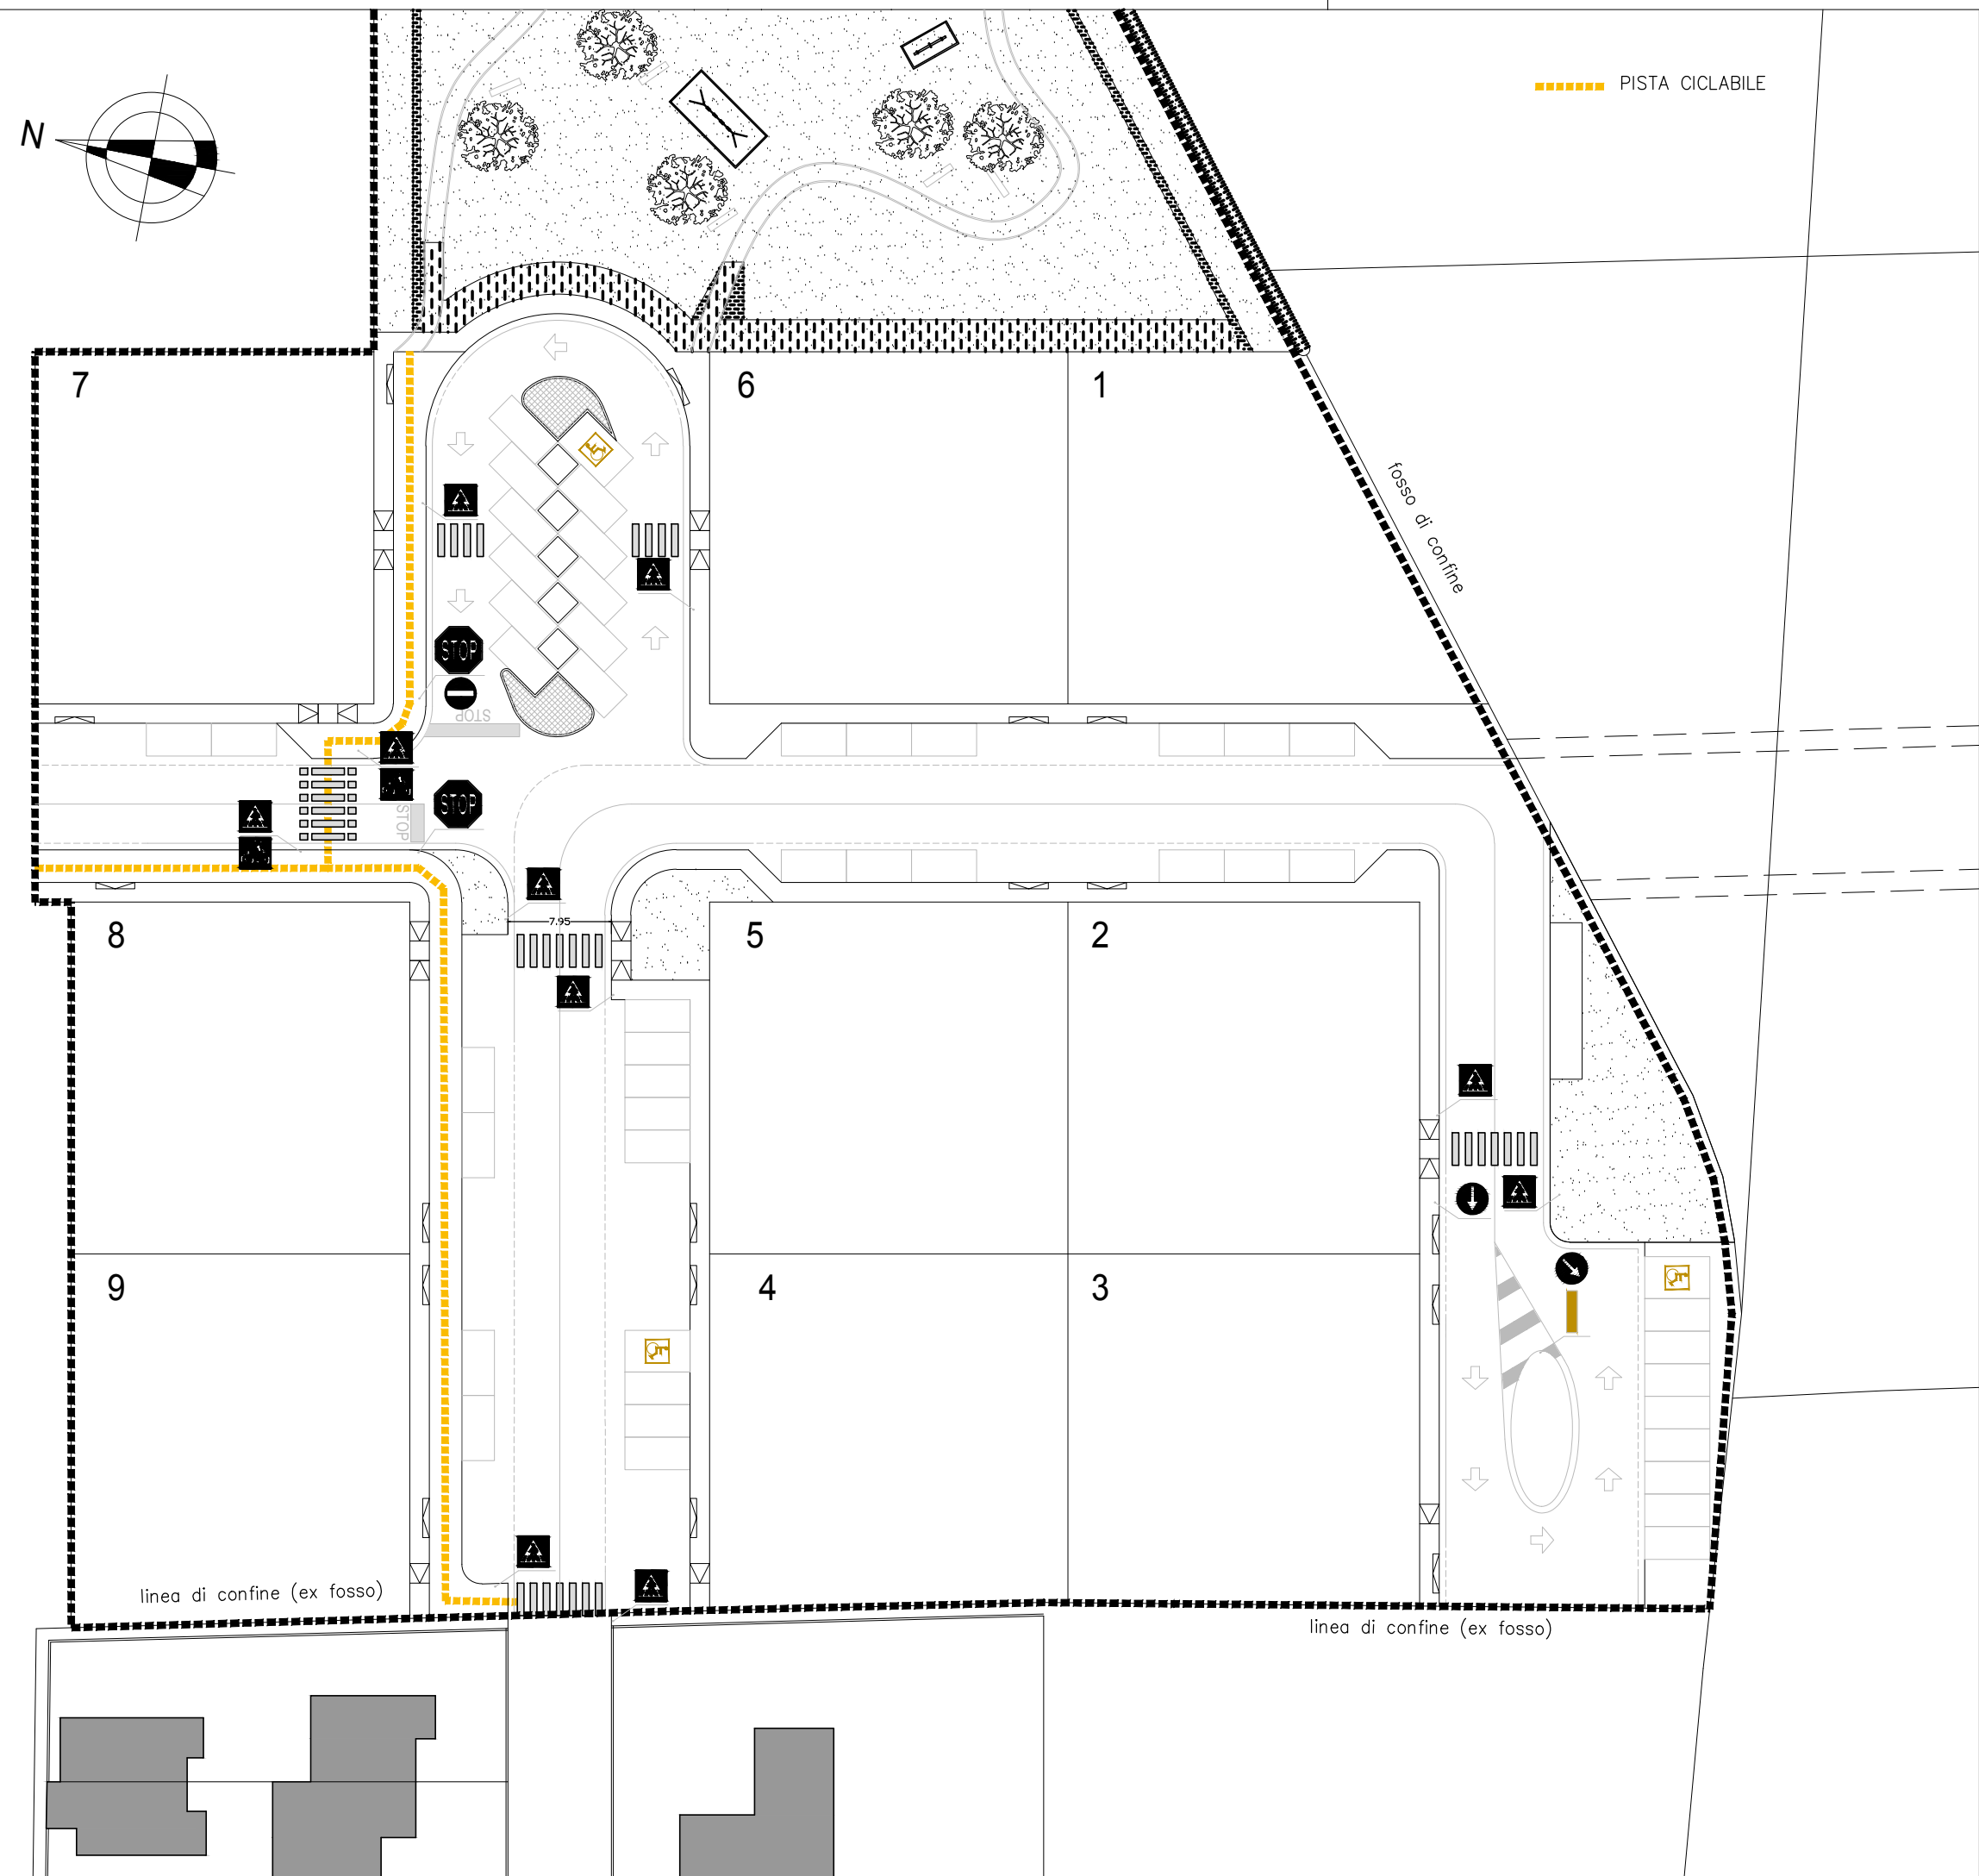 PISTA CICLABILE
N
7
6
1
fosso di confine
STOP
STOP
STOP
STOP
8
7.95
5
2
9
4
3
linea di confine (ex fosso)
linea di confine (ex fosso)